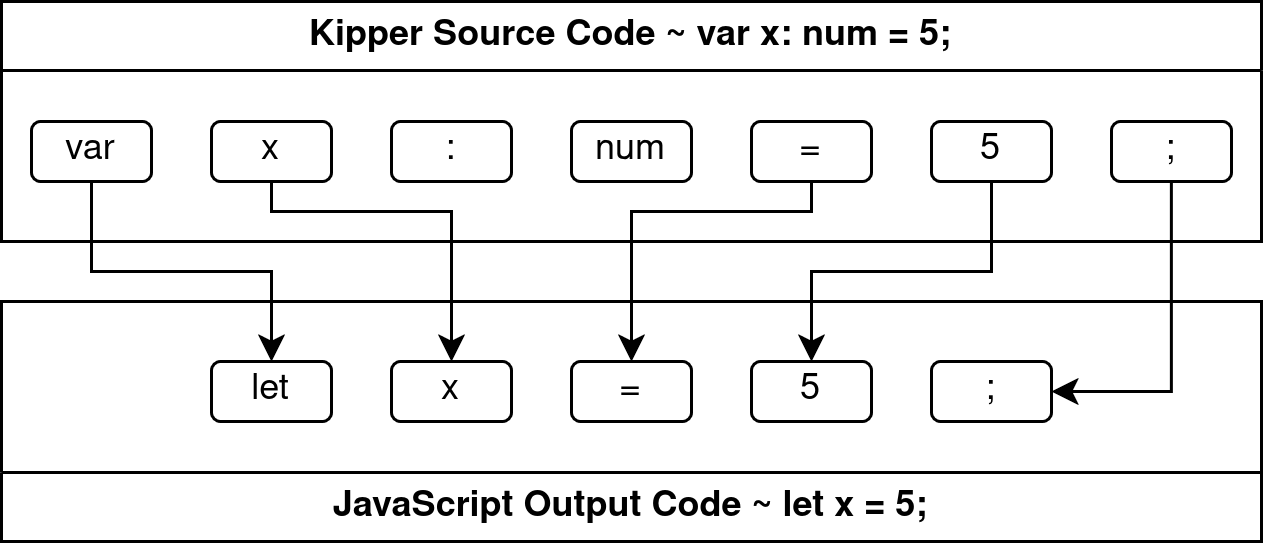 Kipper Source Code ~ var x: num = 5;
var x : num = 5 ;
let x = 5 ;
JavaScript Output Code ~ let x = 5;